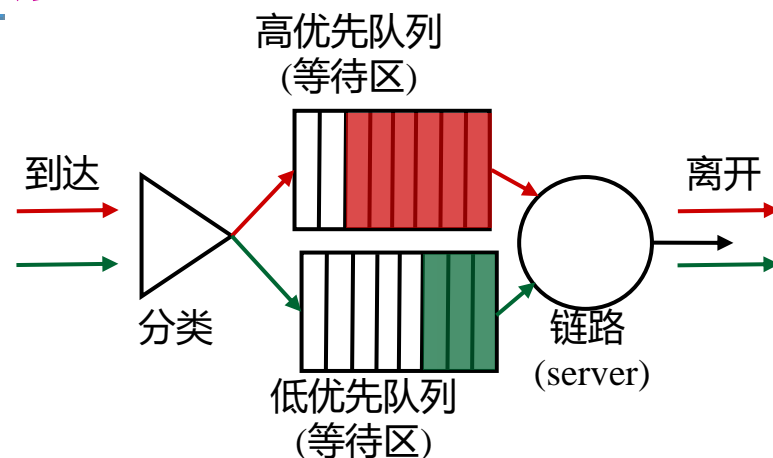 高优先队列
(等待区)
到达
离开
分类
链路
(server)
低优先队列
(等待区)